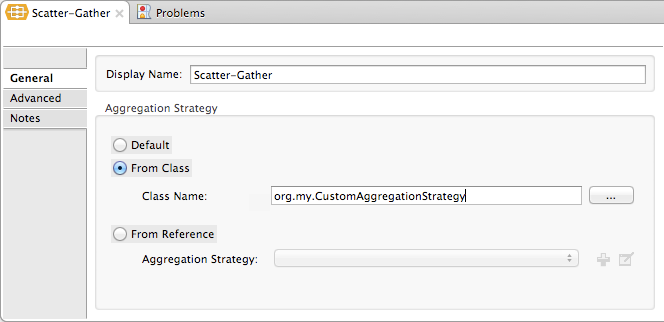 Scatter-Gather
Problems
General
Advanced
Notes
Display Name: Scatter-Gather
Aggregation Strategy
Default
From Class
Class Name: org.my.CustomAggregationStrategy ...
From Reference
Aggregation Strategy: